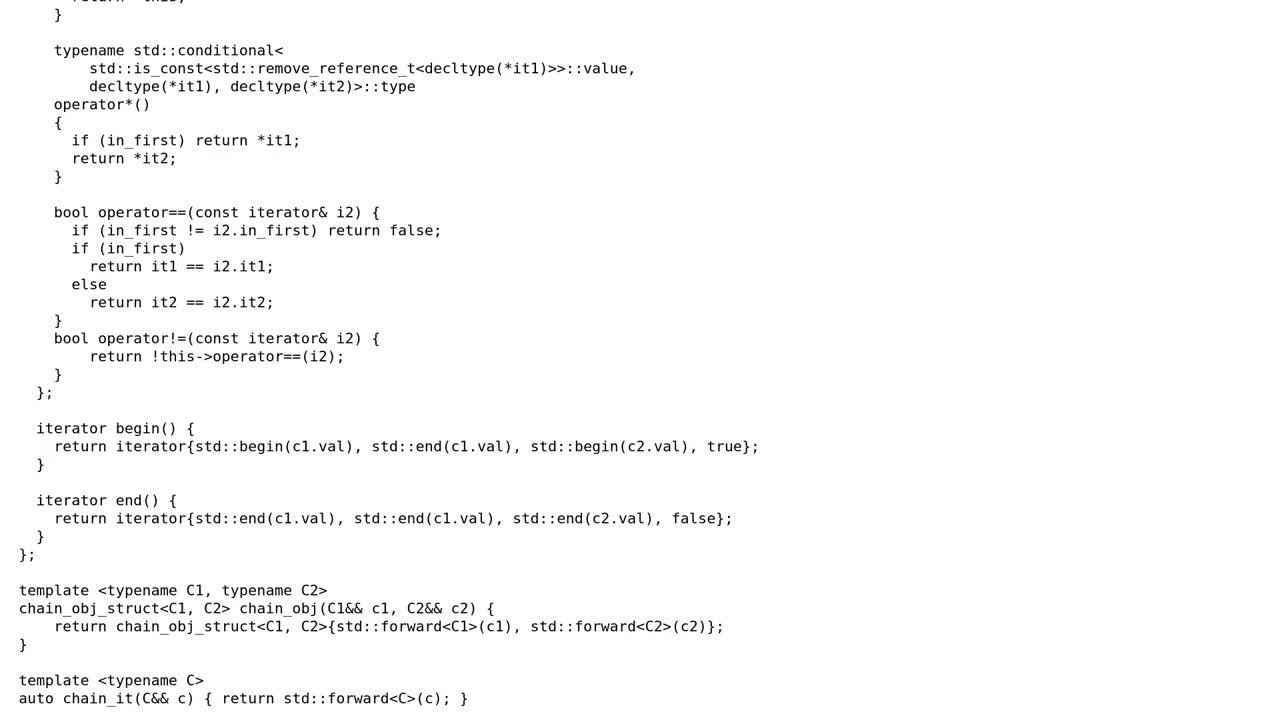 return *this;
    }

    typename std::conditional<
        std::is_const<std::remove_reference_t<decltype(*it1)>>::value,
        decltype(*it1), decltype(*it2)>::type
    operator*()
    {
      if (in_first) return *it1;
      return *it2;
    }

    bool operator==(const iterator& i2) {
      if (in_first != i2.in_first) return false;
      if (in_first)
        return it1 == i2.it1;
      else
        return it2 == i2.it2;
    }
    bool operator!=(const iterator& i2) {
        return !this->operator==(i2);
    }
  };

  iterator begin() {
    return iterator{std::begin(c1.val), std::end(c1.val), std::begin(c2.val), true};
  }

  iterator end() {
    return iterator{std::end(c1.val), std::end(c1.val), std::end(c2.val), false};
  }
};

template <typename C1, typename C2>
chain_obj_struct<C1, C2> chain_obj(C1&& c1, C2&& c2) {
    return chain_obj_struct<C1, C2>{std::forward<C1>(c1), std::forward<C2>(c2)};
}

template <typename C>
auto chain_it(C&& c) { return std::forward<C>(c); }